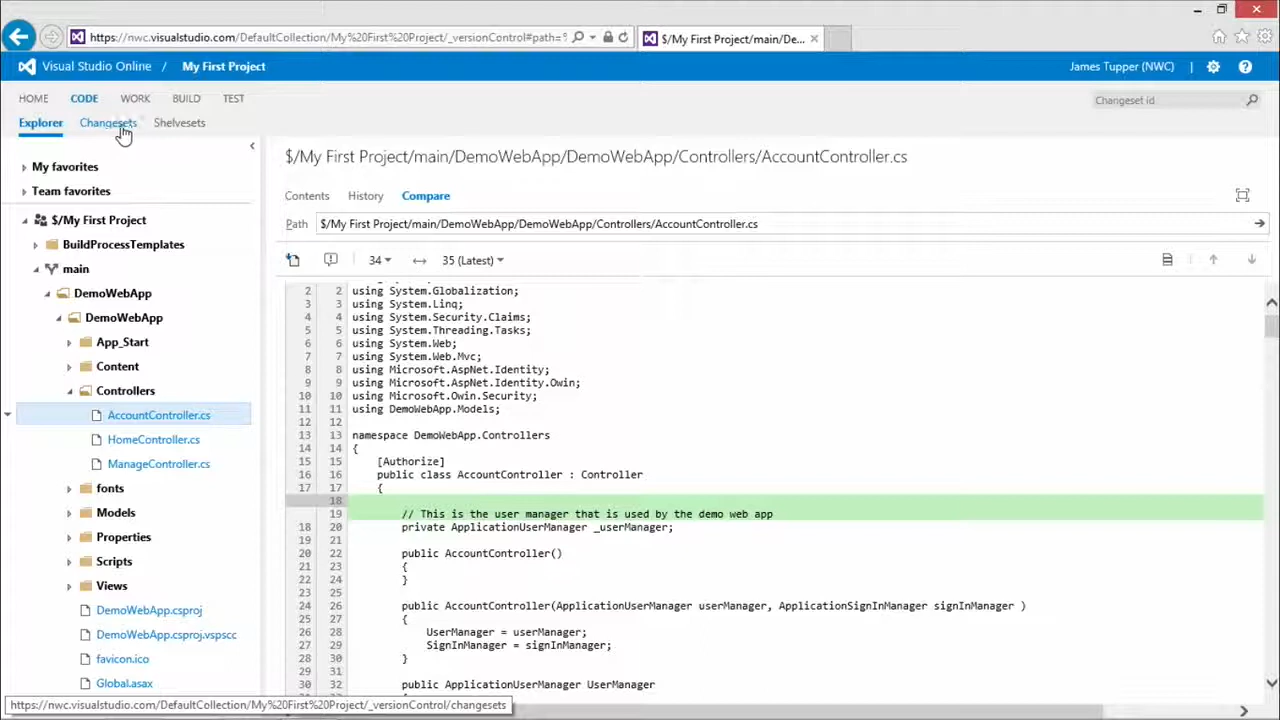 https://nwc.visualstudio.com/DefaultCollection/My%20First%20Project/_versionControl#path=%
$/My First Project/main/De...
Visual Studio Online / My First Project
James Tupper (NWC)
HOME CODE WORK BUILD TEST
Changeset id
Explorer Changesets Shelvesets
My favorites
Team favorites
$/My First Project
BuildProcessTemplates
main
DemoWebApp
DemoWebApp
App_Start
Content
Controllers
AccountController.cs
HomeController.cs
ManageController.cs
fonts
Models
Properties
Scripts
Views
DemoWebApp.csproj
DemoWebApp.csproj.vspscc
favicon.ico
Global.asax
$/My First Project/main/DemoWebApp/DemoWebApp/Controllers/AccountController.cs
Contents History Compare
Path $/My First Project/main/DemoWebApp/DemoWebApp/Controllers/AccountController.cs
34 35 (Latest)
2 2 using System.Globalization;
3 3 using System.Linq;
4 4 using System.Security.Claims;
5 5 using System.Threading.Tasks;
6 6 using System.Web;
7 7 using System.Web.Mvc;
8 8 using Microsoft.AspNet.Identity;
9 9 using Microsoft.AspNet.Identity.Owin;
10 10 using Microsoft.Owin.Security;
11 11 using DemoWebApp.Models;
12 12
13 13 namespace DemoWebApp.Controllers
14 14 {
15 15 [Authorize]
16 16 public class AccountController : Controller
17 17 {
18
19 // This is the user manager that is used by the demo web app
18 20 private ApplicationUserManager _userManager;
19 21
20 22 public AccountController()
21 23 {
22 24 }
23 25
24 26 public AccountController(ApplicationUserManager userManager, ApplicationSignInManager signInManager )
25 27 {
26 28 UserManager = userManager;
27 29 SignInManager = signInManager;
28 30 }
29 31
30 32 public ApplicationUserManager UserManager
https://nwc.visualstudio.com/DefaultCollection/My%20First%20Project/_versionControl/changesets